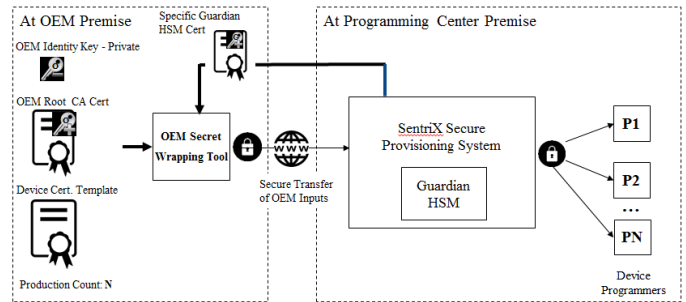 At OEM Premise
Specific Guardian
HSM Cert
At Programming Center Premise
OEM Identity Key - Private
OEM Root CA Cert
OEM Secret
Wrapping Tool
WWW
Secure Transfer
of OEM Inputs
SentriX Secure
Provisioning System
Guardian
HSM
P1
P2
...
PN
Device
Programmers
Device Cert. Template
Production Count: N